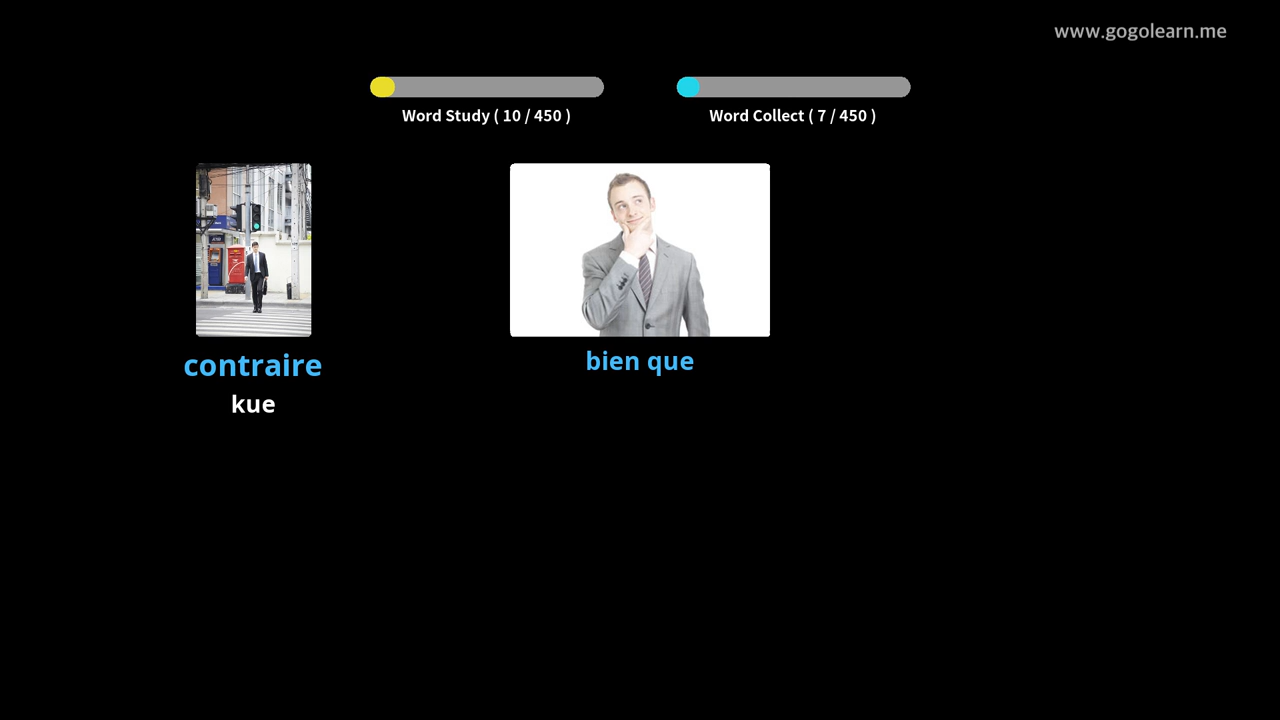 www.gogolearn.me
Word Study ( 10 / 450 )
Word Collect ( 7 / 450 )
contraire
kue
bien que